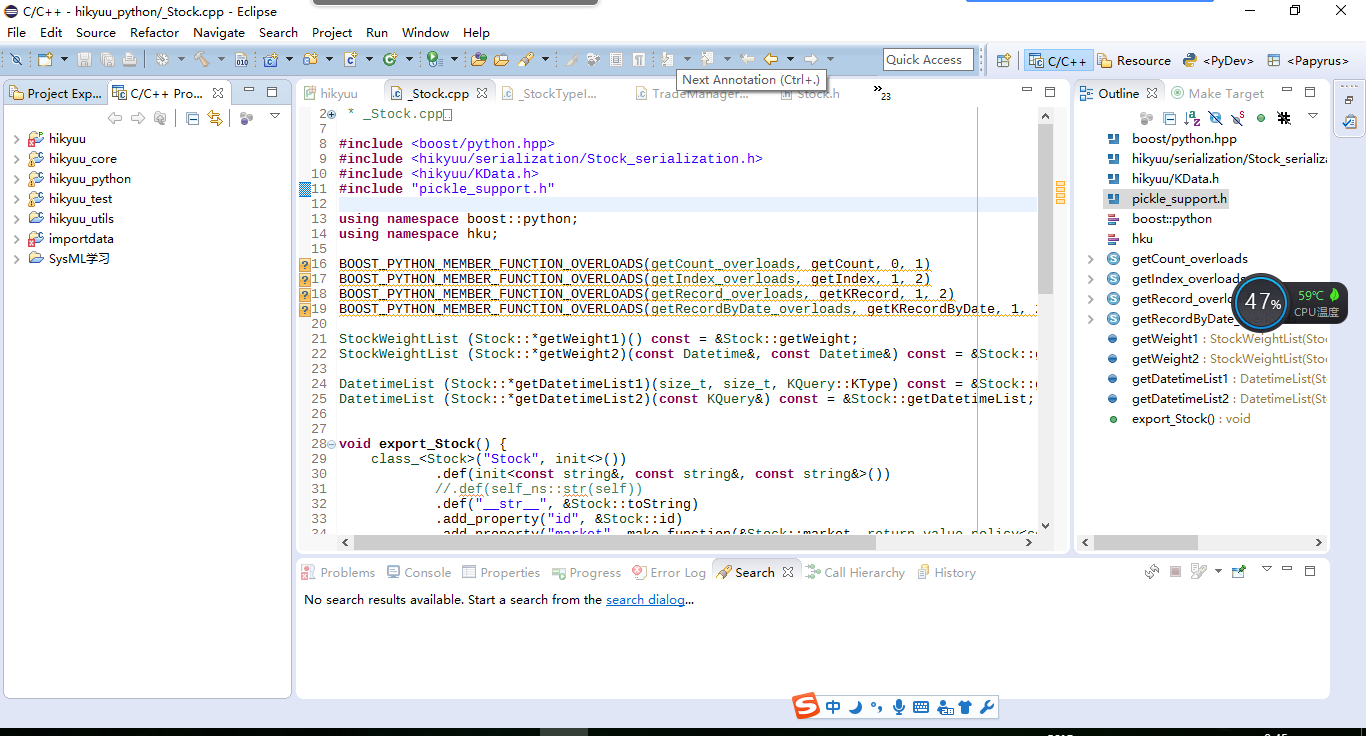 C/C++ - hikyuu_python/_Stock.cpp - Eclipse
File Edit Source Refactor Navigate Search Project Run Window Help
Quick Access
C/C++ Resource <PyDev> <Papyrus>
Next Annotation (Ctrl+.)
Project Exp... C/C++ Pro...
hikyuu
hikyuu_core
hikyuu_python
hikyuu_test
hikyuu_utils
importdata
SysML学习
hikyuu _Stock.cpp _StockTypeI... TradeManager... Stock.h »23
2 * _Stock.cpp
7
8 #include <boost/python.hpp>
9 #include <hikyuu/serialization/Stock_serialization.h>
10 #include <hikyuu/KData.h>
11 #include "pickle_support.h"
12
13 using namespace boost::python;
14 using namespace hku;
15
16 BOOST_PYTHON_MEMBER_FUNCTION_OVERLOADS(getCount_overloads, getCount, 0, 1)
17 BOOST_PYTHON_MEMBER_FUNCTION_OVERLOADS(getIndex_overloads, getIndex, 1, 2)
18 BOOST_PYTHON_MEMBER_FUNCTION_OVERLOADS(getRecord_overloads, getKRecord, 1, 2)
19 BOOST_PYTHON_MEMBER_FUNCTION_OVERLOADS(getRecordByDate_overloads, getKRecordByDate, 1,
20
21 StockWeightList (Stock::*getWeight1)() const = &Stock::getWeight;
22 StockWeightList (Stock::*getWeight2)(const Datetime&, const Datetime&) const = &Stock::
23
24 DatetimeList (Stock::*getDatetimeList1)(size_t, size_t, KQuery::KType) const = &Stock::
25 DatetimeList (Stock::*getDatetimeList2)(const KQuery&) const = &Stock::getDatetimeList;
26
27
28 void export_Stock() {
29 class_<Stock>("Stock", init<>())
30 .def(init<const string&, const string&, const string&>())
31 //.def(self_ns::str(self))
32 .def("__str__", &Stock::toString)
33 .add_property("id", &Stock::id)
34 .add_property("market", make_function(&Stock::market, return_value_policy<
Outline Make Target
boost/python.hpp
hikyuu/serialization/Stock_serializa
hikyuu/KData.h
pickle_support.h
boost::python
hku
getCount_overloads
getIndex_overloads
getRecord_overlo
getRecordByDate_
getWeight1 : StockWeightList(Stoc
getWeight2 : StockWeightList(Stoc
getDatetimeList1 : DatetimeList(St
getDatetimeList2 : DatetimeList(St
export_Stock() : void
47%
59℃
CPU温度
Problems Console Properties Progress Error Log Search Call Hierarchy History
No search results available. Start a search from the search dialog...
S 中